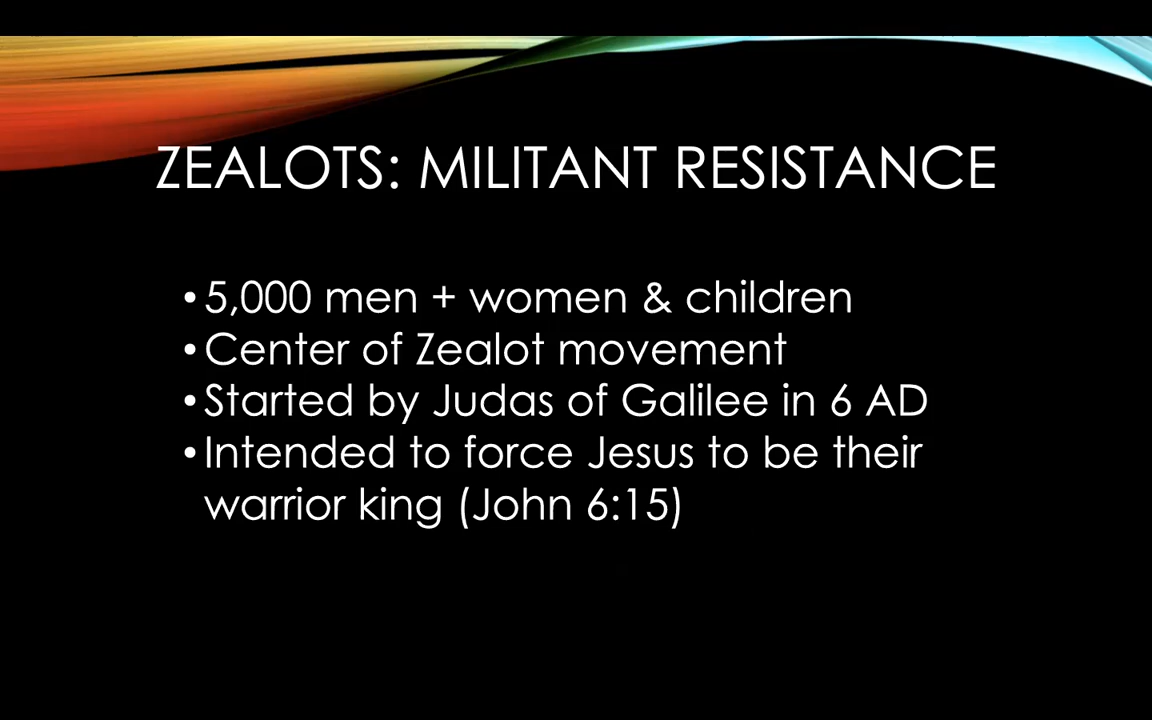 ZEALOTS: MILITANT RESISTANCE
• 5,000 men + women & children
• Center of Zealot movement
• Started by Judas of Galilee in 6 AD
• Intended to force Jesus to be their
warrior king (John 6:15)